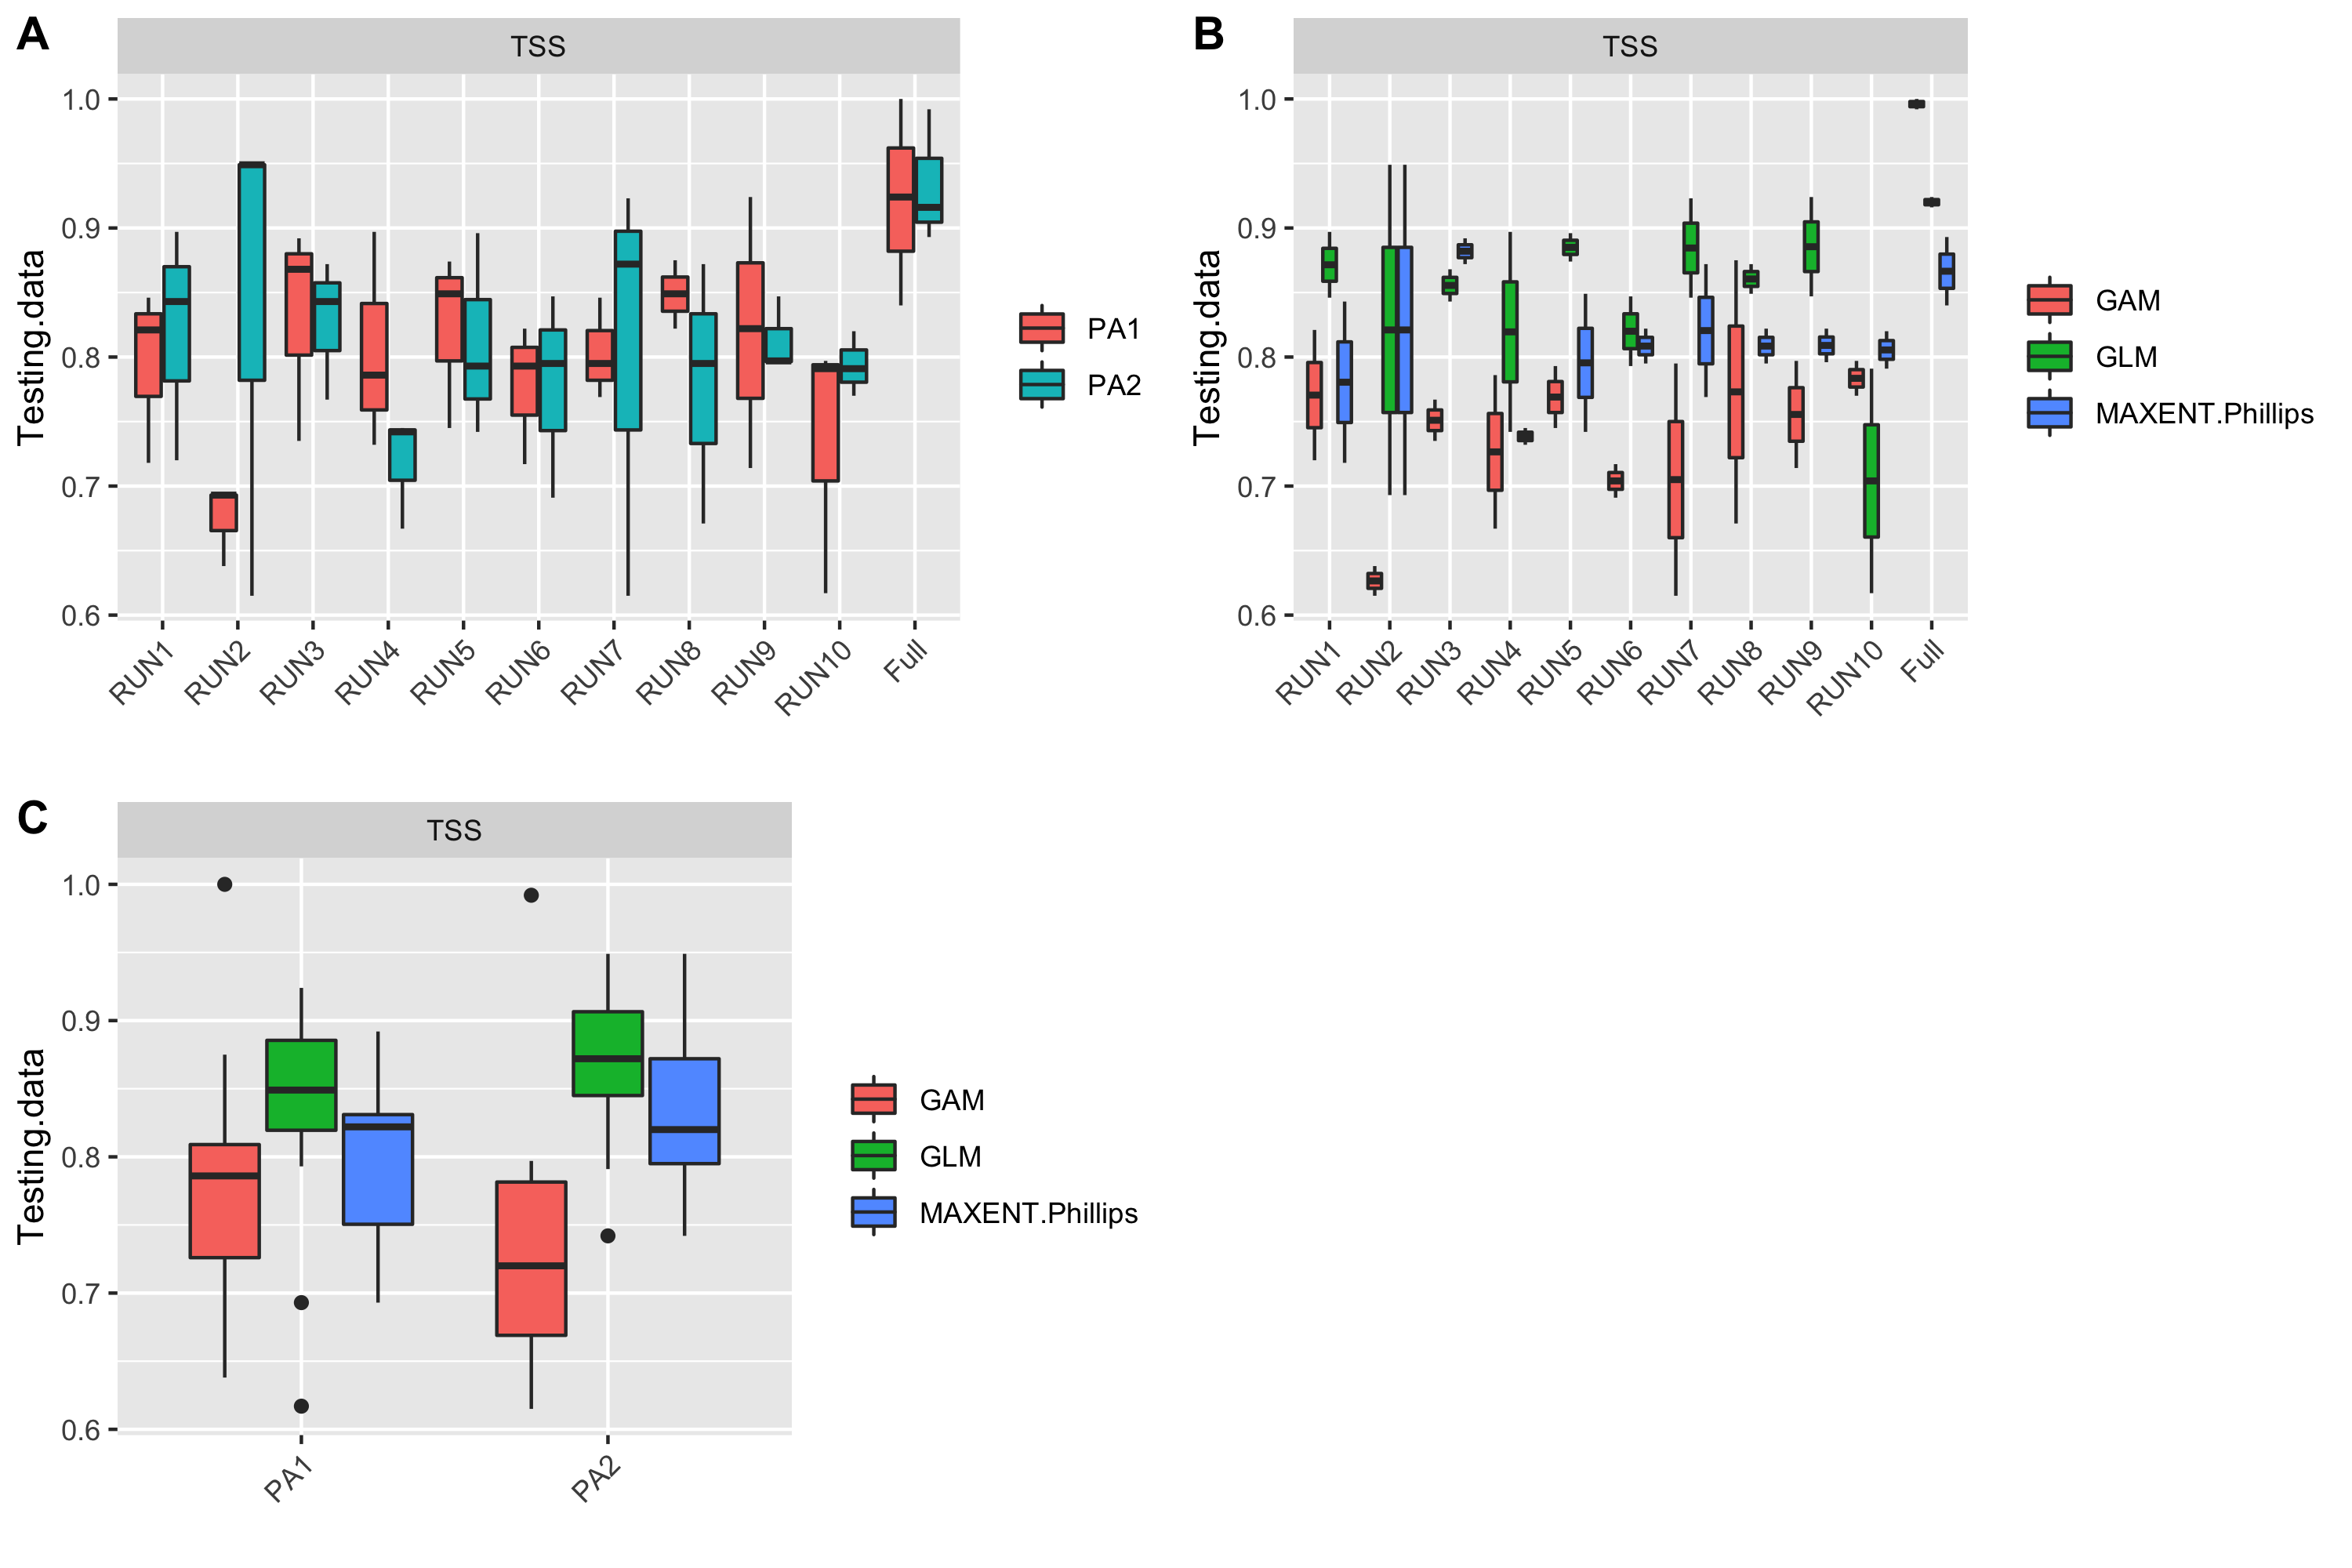 A
TSS
1.0
0.9
0.8
0.7
0.6
Testing.data
RUN1
RUN2
RUN3
RUN4
RUN5
RUN6
RUN7
RUN8
RUN9
RUN10
Full
PA1
PA2
B
TSS
1.0
0.9
0.8
0.7
0.6
Testing.data
RUN1
RUN2
RUN3
RUN4
RUN5
RUN6
RUN7
RUN8
RUN9
RUN10
Full
GAM
GLM
MAXENT.Phillips
C
TSS
1.0
0.9
0.8
0.7
0.6
Testing.data
PA1
PA2
GAM
GLM
MAXENT.Phillips